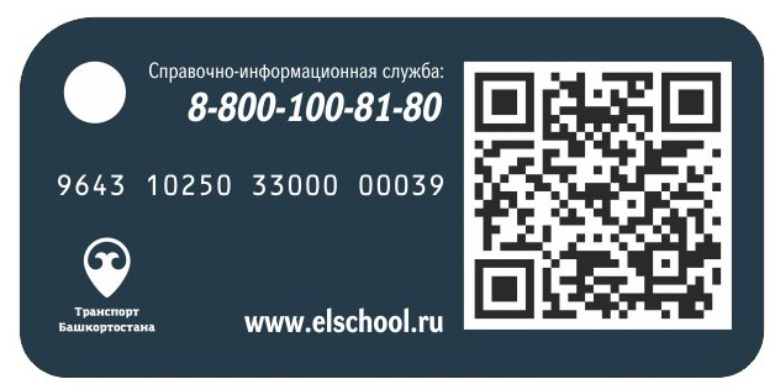 Справочно-информационная служба:
8-800-100-81-80
9643 10250 33000 00039
Транспорт
Башкортостана
www.elschool.ru